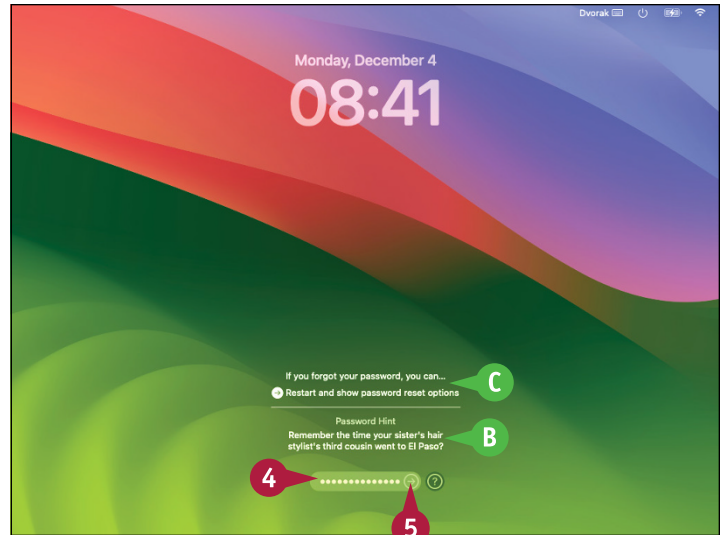 Dvorak
Monday, December 4
08:41
If you forgot your password, you can...
Restart and show password reset options
C
Password Hint
Remember the time your sister's hair
stylist's third cousin went to El Paso?
B
4
?
5